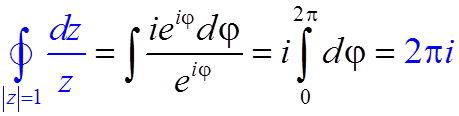 ∮_{|z|=1} dz/z = ∫ ie^{iφ}dφ/e^{iφ} = i∫_0^{2π} dφ = 2πi